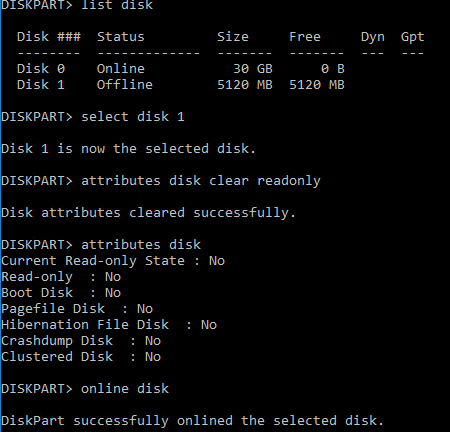 DISKPART> list disk
  Disk ###  Status         Size     Free     Dyn  Gpt
  --------  -------------  -------  -------  ---  ---
  Disk 0    Online           30 GB      0 B
  Disk 1    Offline        5120 MB  5120 MB
DISKPART> select disk 1
Disk 1 is now the selected disk.
DISKPART> attributes disk clear readonly
Disk attributes cleared successfully.
DISKPART> attributes disk
Current Read-only State : No
Read-only  : No
Boot Disk  : No
Pagefile Disk  : No
Hibernation File Disk  : No
Crashdump Disk  : No
Clustered Disk  : No
DISKPART> online disk
DiskPart successfully onlined the selected disk.